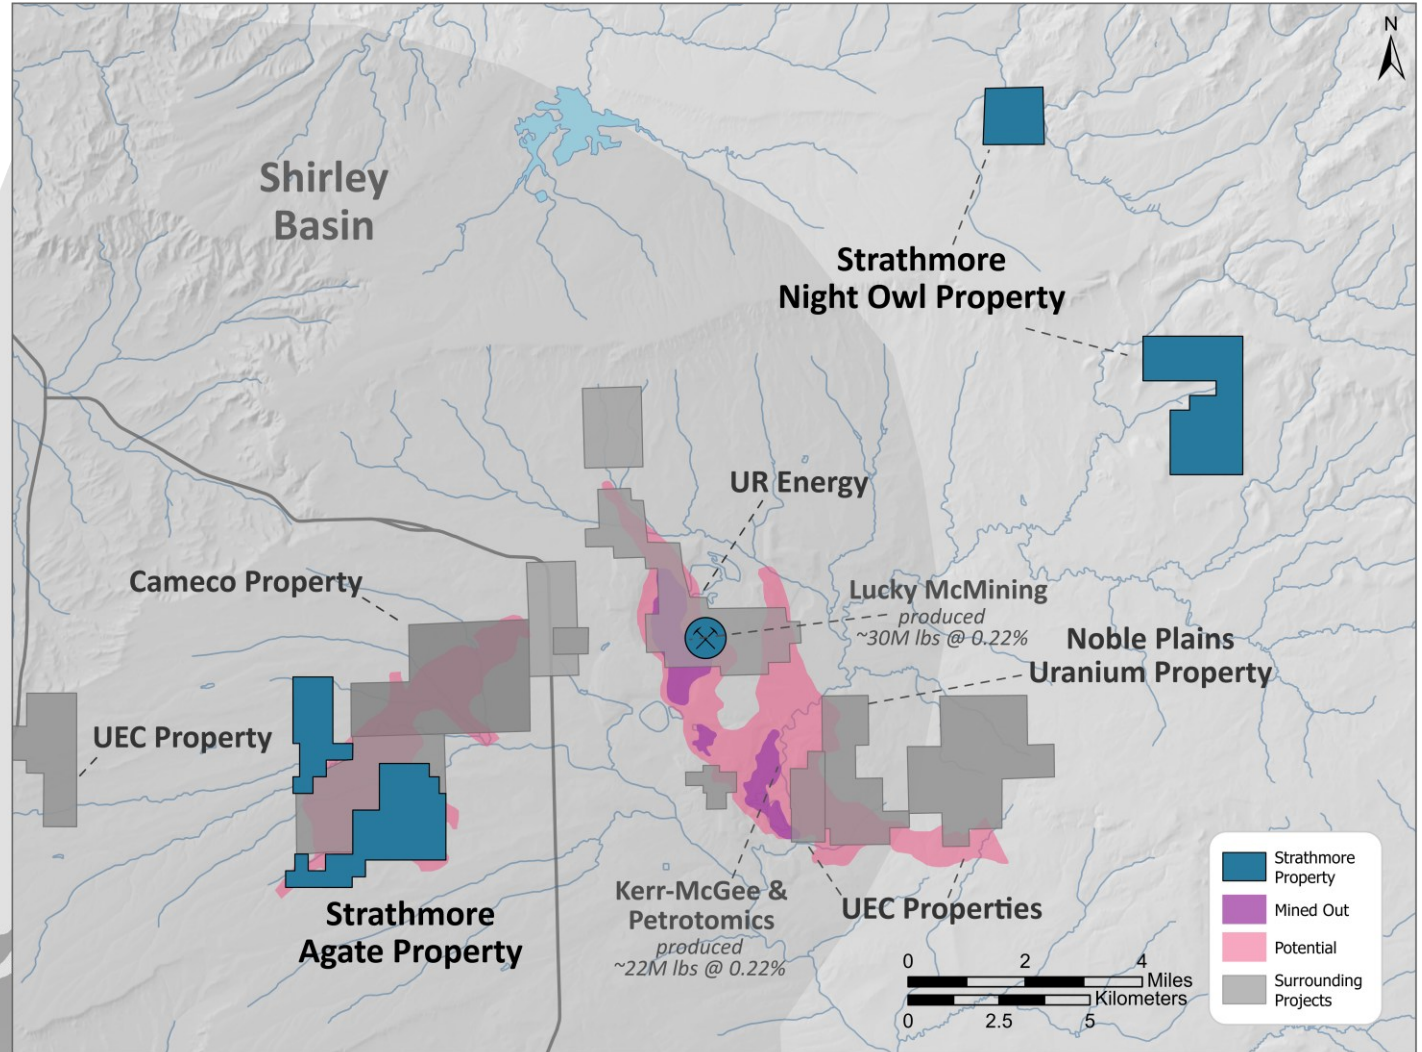 N
Shirley
Basin
Strathmore
Night Owl Property
UR Energy
Cameco Property
Lucky McMining
produced
~30M lbs @ 0.22%
Noble Plains
Uranium Property
UEC Property
Kerr-McGee &
Petrotomics
produced
~22M lbs @ 0.22%
UEC Properties
Strathmore
Agate Property
0 2 4
Miles
Kilometers
0 2.5 5
Strathmore
Property
Mined Out
Potential
Surrounding
Projects